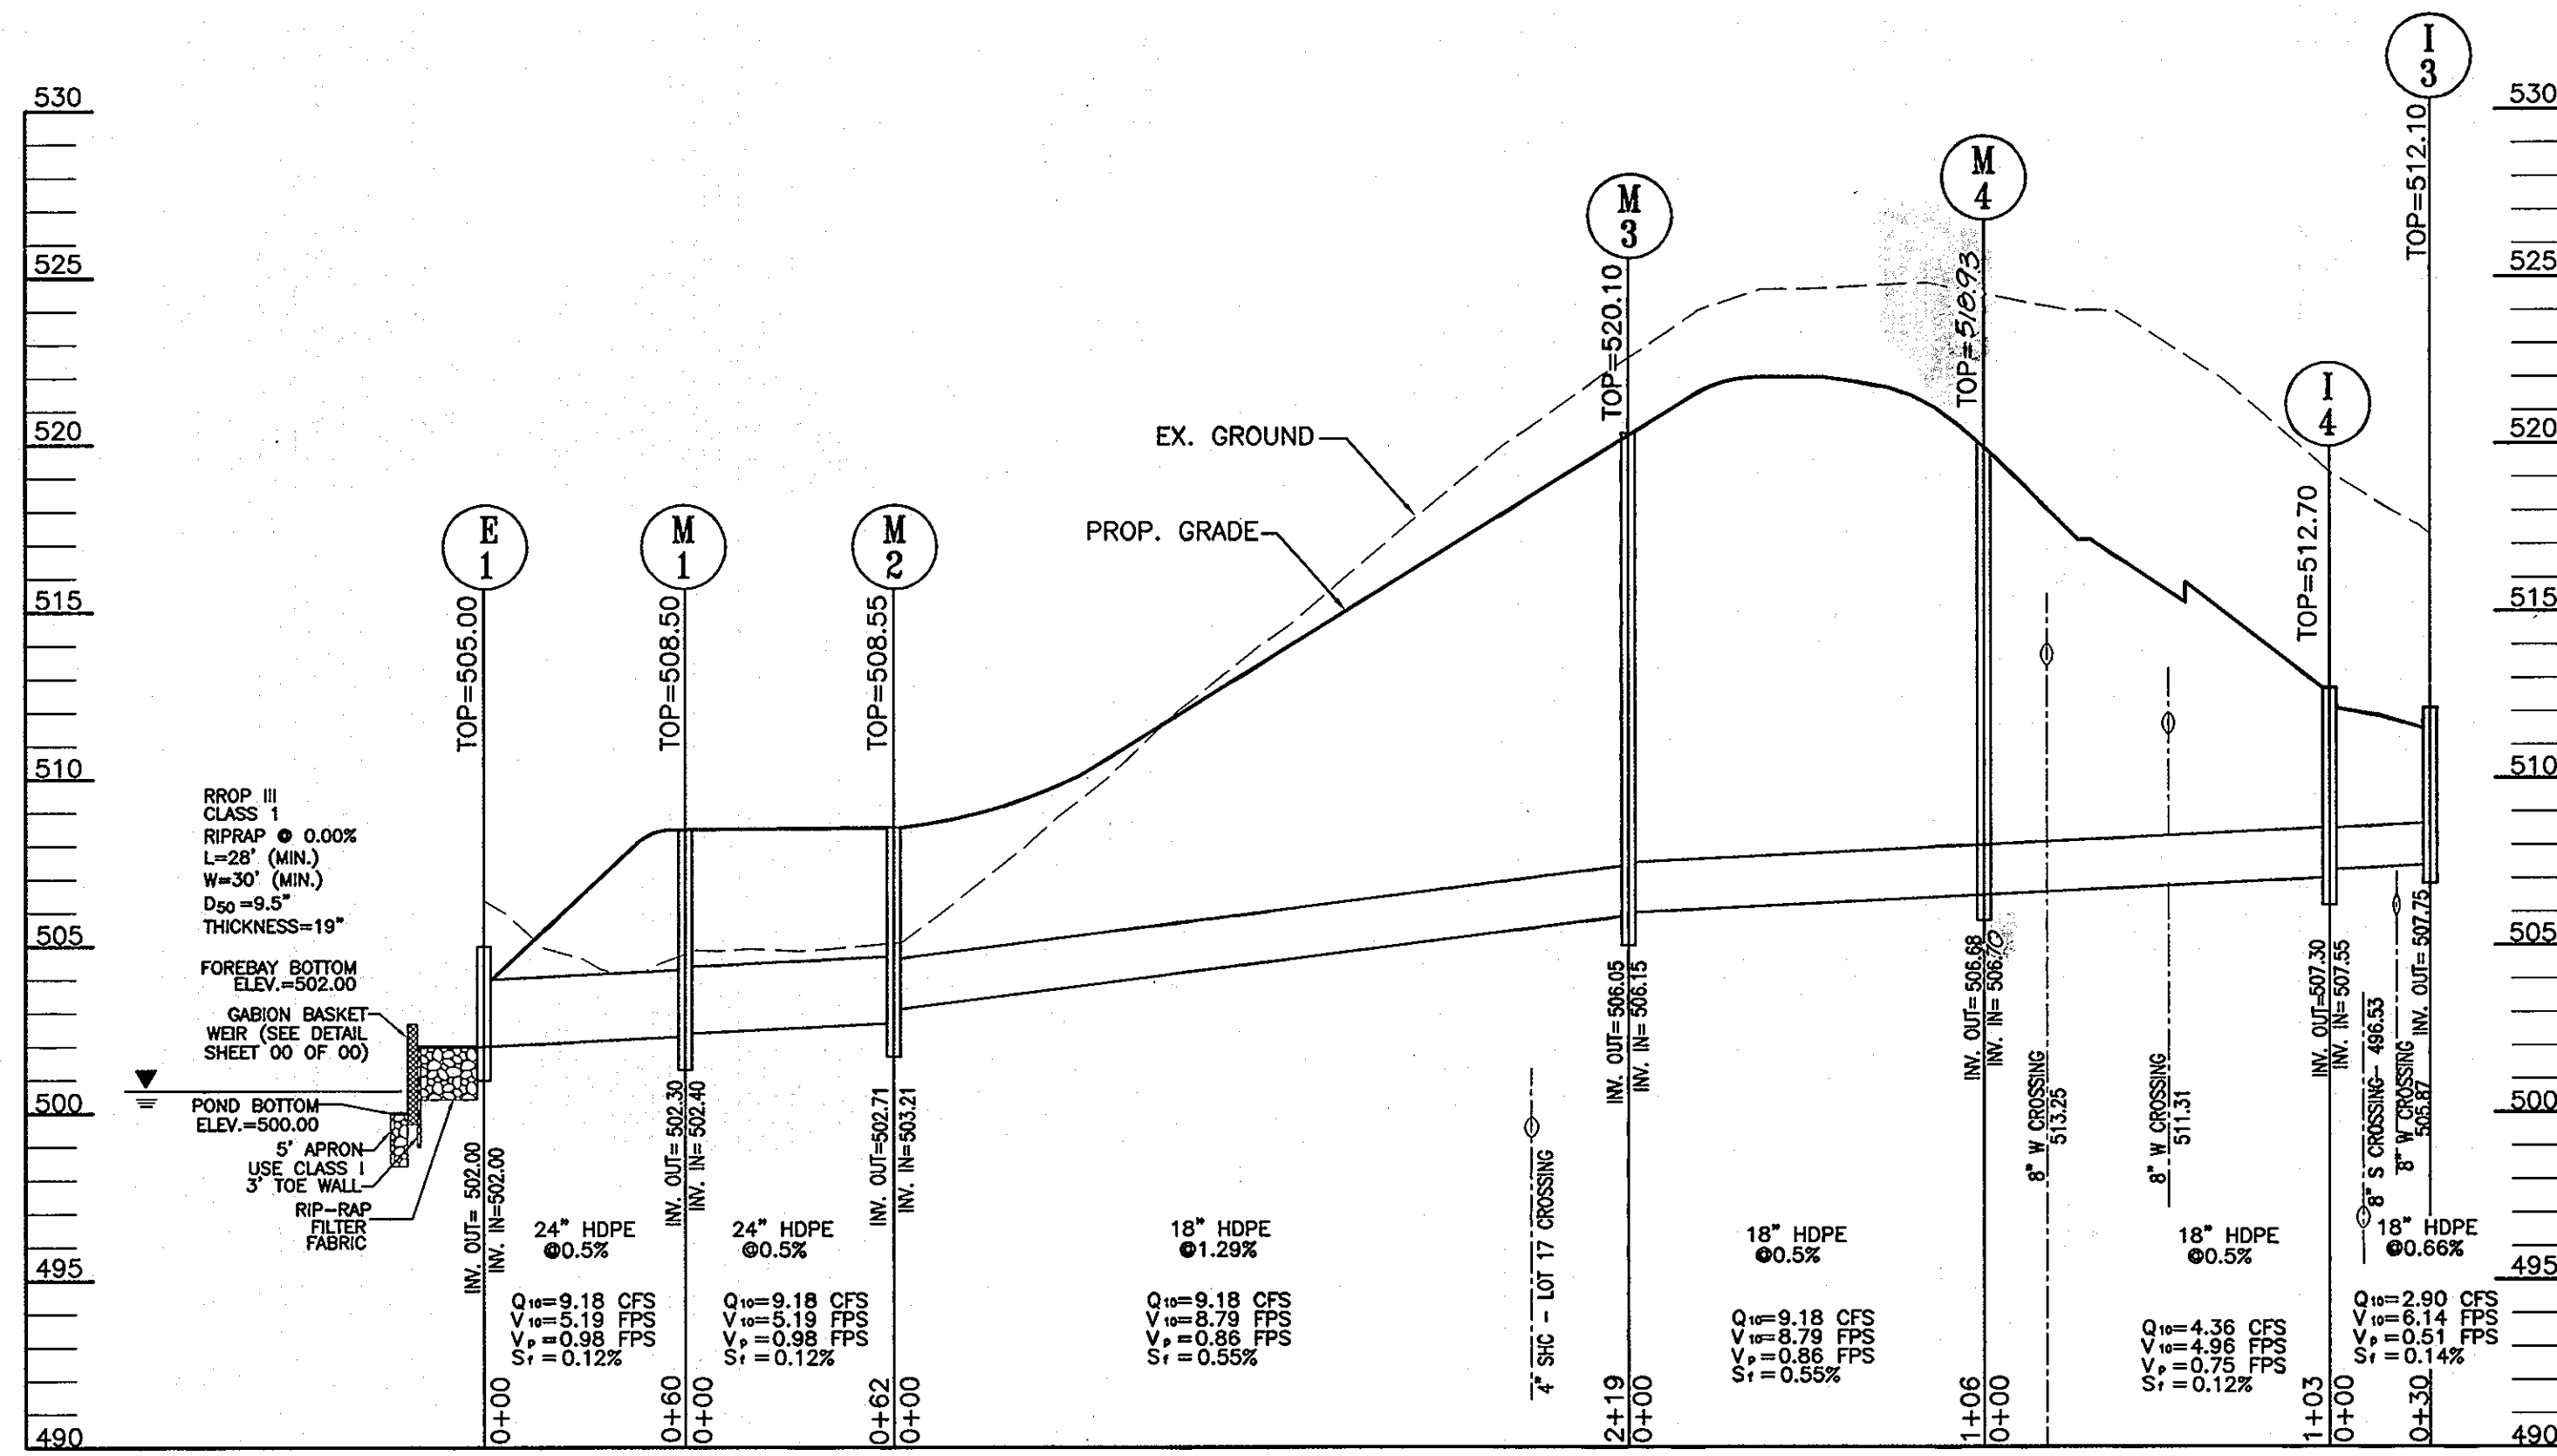 I
3
530
530
TOP=512.10
M
4
M
3
525
525
TOP=520.10
TOP=518.93
I
4
520
520
EX. GROUND
TOP=512.70
E
1
M
1
M
2
PROP. GRADE
515
515
TOP=505.00
TOP=508.50
TOP=508.55
510
510
RROP III
CLASS 1
RIPRAP @ 0.00%
L=28' (MIN.)
W=30' (MIN.)
D50=9.5"
THICKNESS=19"
505
505
FOREBAY BOTTOM
ELEV.=502.00
GABION BASKET
WEIR (SEE DETAIL
SHEET 00 OF 00)
500
500
POND BOTTOM
ELEV.=500.00
5' APRON
USE CLASS I
3' TOE WALL
RIP-RAP
FILTER
FABRIC
INV. OUT= 502.00
INV. IN=502.00
INV. OUT= 502.30
INV. IN= 502.40
INV. OUT=502.71
INV. IN=503.21
INV. OUT= 506.05
INV. IN= 506.15
INV. OUT= 506.68
INV. IN= 506.70
INV. OUT=507.30
INV. IN= 507.55
INV. OUT= 507.75
4" SHC - LOT 17 CROSSING
8" W CROSSING
513.25
8" W CROSSING
511.31
8" S CROSSING- 496.53
8" W CROSSING
505.87
495
495
24" HDPE
@0.5%
Q10=9.18 CFS
V10=5.19 FPS
Vp=0.98 FPS
Sf=0.12%
24" HDPE
@0.5%
Q10=9.18 CFS
V10=5.19 FPS
Vp=0.98 FPS
Sf=0.12%
18" HDPE
@1.29%
Q10=9.18 CFS
V10=8.79 FPS
Vp=0.86 FPS
Sf=0.55%
18" HDPE
@0.5%
Q10=9.18 CFS
V10=8.79 FPS
Vp=0.86 FPS
Sf=0.55%
18" HDPE
@0.5%
Q10=4.36 CFS
V10=4.96 FPS
Vp=0.75 FPS
Sf=0.12%
18" HDPE
@0.66%
Q10=2.90 CFS
V10=6.14 FPS
Vp=0.51 FPS
Sf=0.14%
490
490
0+00
0+60
0+00
0+62
0+00
2+19
0+00
1+06
0+00
1+03
0+00
0+30